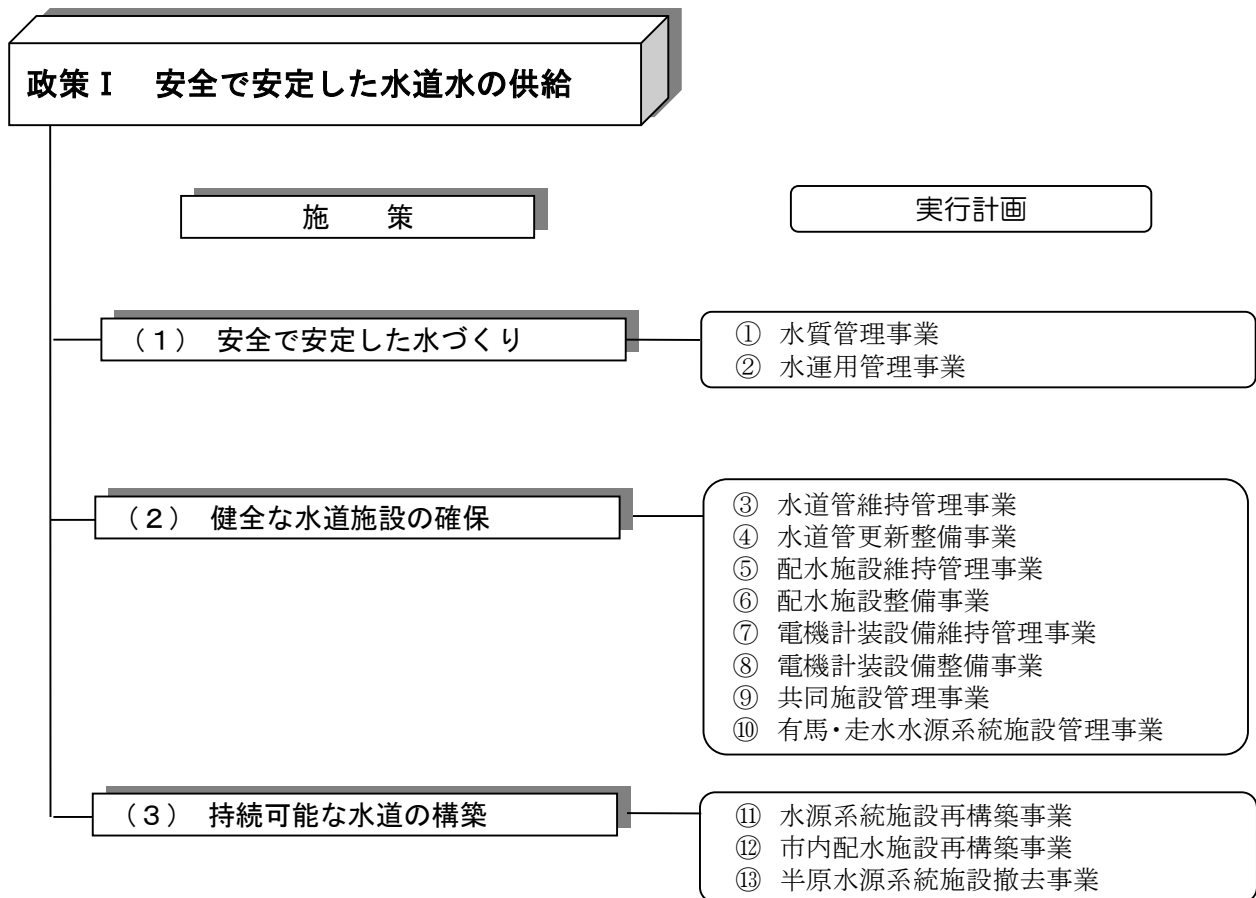 政策Ⅰ　安全で安定した水道水の供給
施　　策
実行計画
（１）　安全で安定した水づくり
①　水質管理事業
②　水運用管理事業
（２）　健全な水道施設の確保
③　水道管維持管理事業
④　水道管更新整備事業
⑤　配水施設維持管理事業
⑥　配水施設整備事業
⑦　電機計装設備維持管理事業
⑧　電機計装設備整備事業
⑨　共同施設管理事業
⑩　有馬・走水水源系統施設管理事業
（３）　持続可能な水道の構築
⑪　水源系統施設再構築事業
⑫　市内配水施設再構築事業
⑬　半原水源系統施設撤去事業